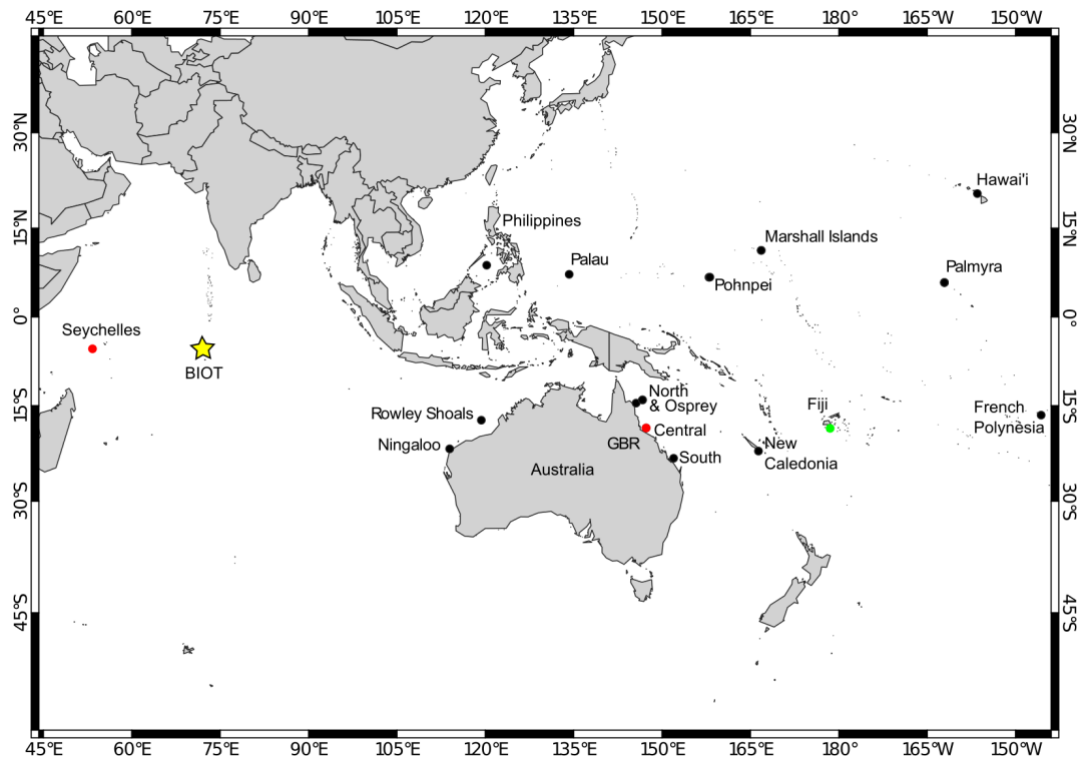 45°E 60°E 75°E 90°E 105°E 120°E 135°E 150°E 165°E 180° 165°W 150°W
30°N 30°N
Hawai'i
15°N Philippines 15°N
Marshall Islands
Palau
Palmyra
Pohnpei
0° 0°
Seychelles
BIOT
North
& Osprey
15°S Rowley Shoals Fiji French 15°S
Polynesia
Central
Ningaloo GBR New
South Caledonia
Australia
30°S 30°S
45°S 45°S
45°E 60°E 75°E 90°E 105°E 120°E 135°E 150°E 165°E 180° 165°W 150°W